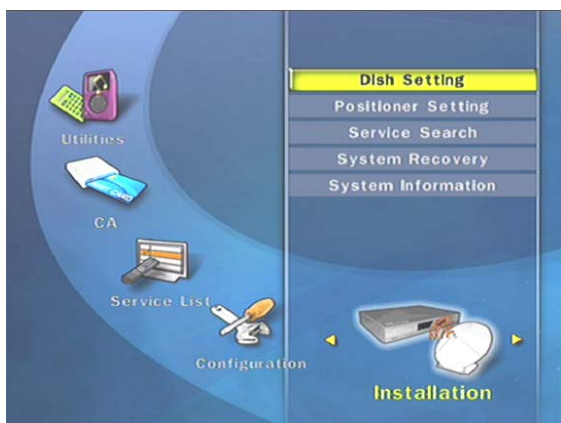 Dish Setting
Positioner Setting
Service Search
System Recovery
System Information
Utilities
CA
Service List
Configuration
Installation